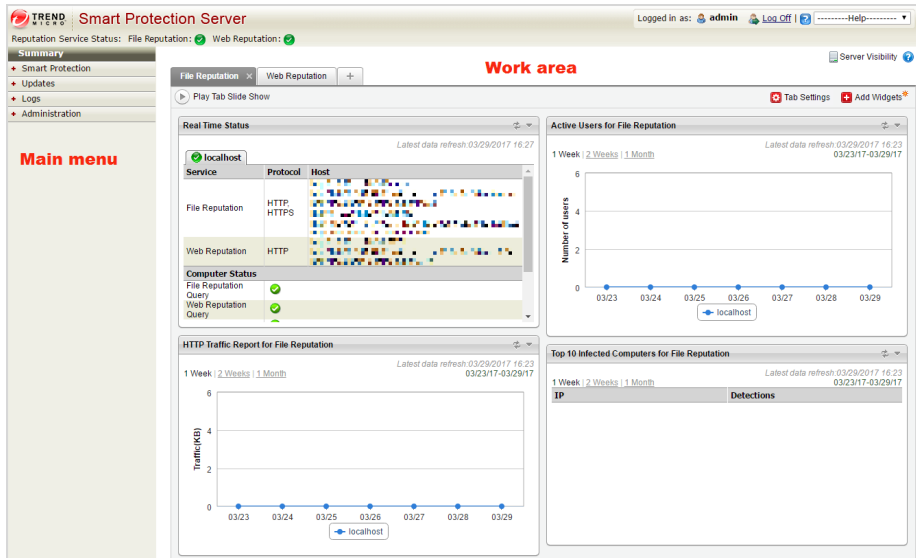 TREND MICRO Smart Protection Server
Logged in as: admin Log Off | ----------Help----------
Reputation Service Status: File Reputation: Web Reputation:
Summary
Smart Protection
Updates
Logs
Administration
Main menu
Work area
Server Visibility
File Reputation × Web Reputation +
Play Tab Slide Show
Tab Settings
Add Widgets
Real Time Status
Latest data refresh:03/29/2017 16:27
localhost
Service Protocol Host
File Reputation HTTP, HTTPS
Web Reputation HTTP
Computer Status
File Reputation Query
Web Reputation Query
Active Users for File Reputation
Latest data refresh:03/29/2017 16:23
1 Week | 2 Weeks | 1 Month 03/23/17-03/29/17
Number of users
6
4
2
0
03/23 03/24 03/25 03/26 03/27 03/28 03/29
localhost
HTTP Traffic Report for File Reputation
Latest data refresh:03/29/2017 16:23
1 Week | 2 Weeks | 1 Month 03/23/17-03/29/17
Traffic(KB)
6
4
2
0
03/23 03/24 03/25 03/26 03/27 03/28 03/29
localhost
Top 10 Infected Computers for File Reputation
Latest data refresh:03/29/2017 16:23
1 Week | 2 Weeks | 1 Month 03/23/17-03/29/17
IP Detections